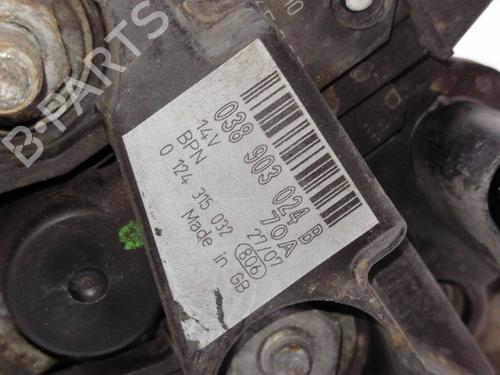 038 903 024 B
14V 70A
BPN
0 124 315 032 27/07
Made in GB
806
B-PARTS